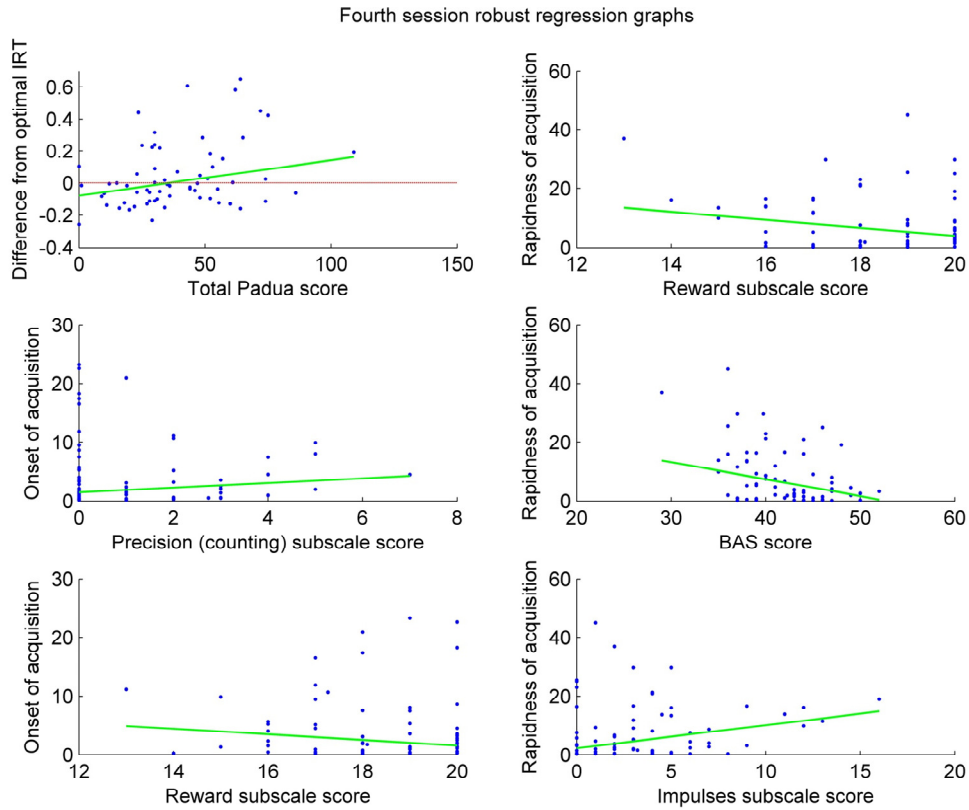 Fourth session robust regression graphs
Difference from optimal IRT
0.6
0.4
0.2
0
-0.2
-0.4
0 50 100 150
Total Padua score
Rapidness of acquisition
60
40
20
0
12 14 16 18 20
Reward subscale score
Onset of acquisition
30
20
10
0
0 2 4 6 8
Precision (counting) subscale score
Rapidness of acquisition
60
40
20
0
20 30 40 50 60
BAS score
Onset of acquisition
30
20
10
0
12 14 16 18 20
Reward subscale score
Rapidness of acquisition
60
40
20
0
0 5 10 15 20
Impulses subscale score